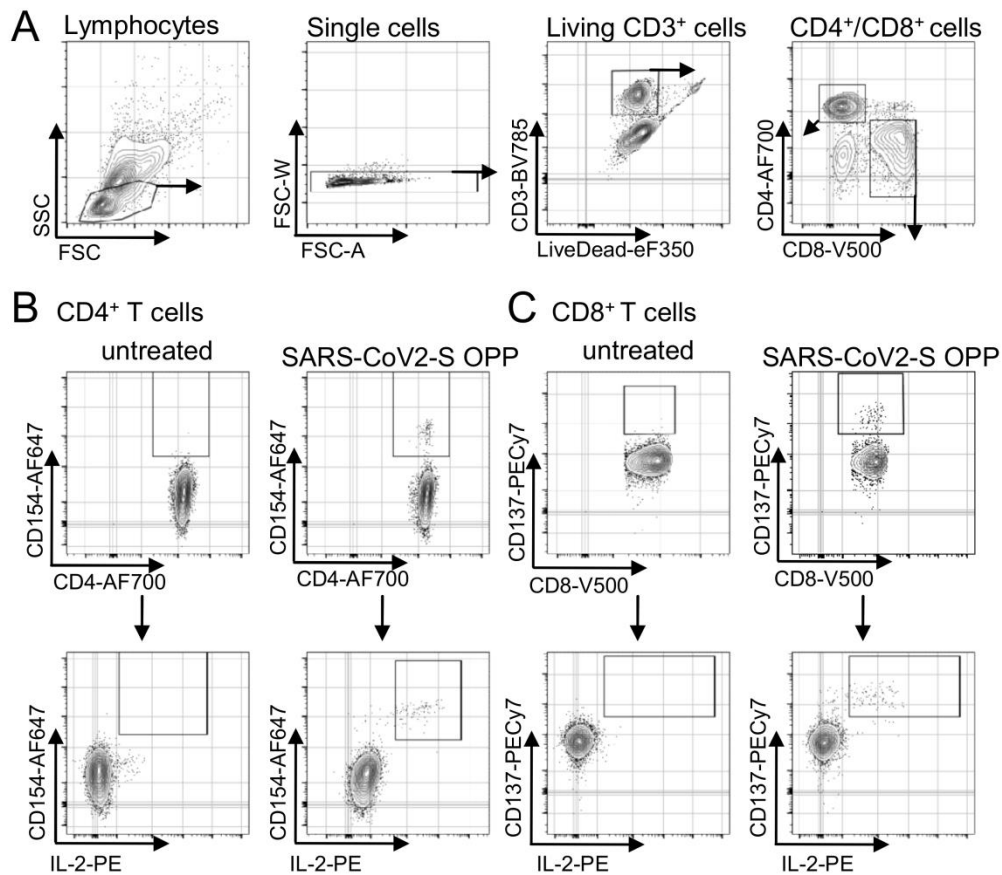 A
Lymphocytes
Single cells
Living CD3⁺ cells
CD4⁺/CD8⁺ cells
SSC
FSC
FSC-W
FSC-A
CD3-BV785
LiveDead-eF350
CD4-AF700
CD8-V500
B CD4⁺ T cells
untreated
SARS-CoV2-S OPP
CD154-AF647
CD4-AF700
CD154-AF647
CD4-AF700
CD154-AF647
IL-2-PE
CD154-AF647
IL-2-PE
C CD8⁺ T cells
untreated
SARS-CoV2-S OPP
CD137-PECy7
CD8-V500
CD137-PECy7
CD8-V500
CD137-PECy7
IL-2-PE
CD137-PECy7
IL-2-PE